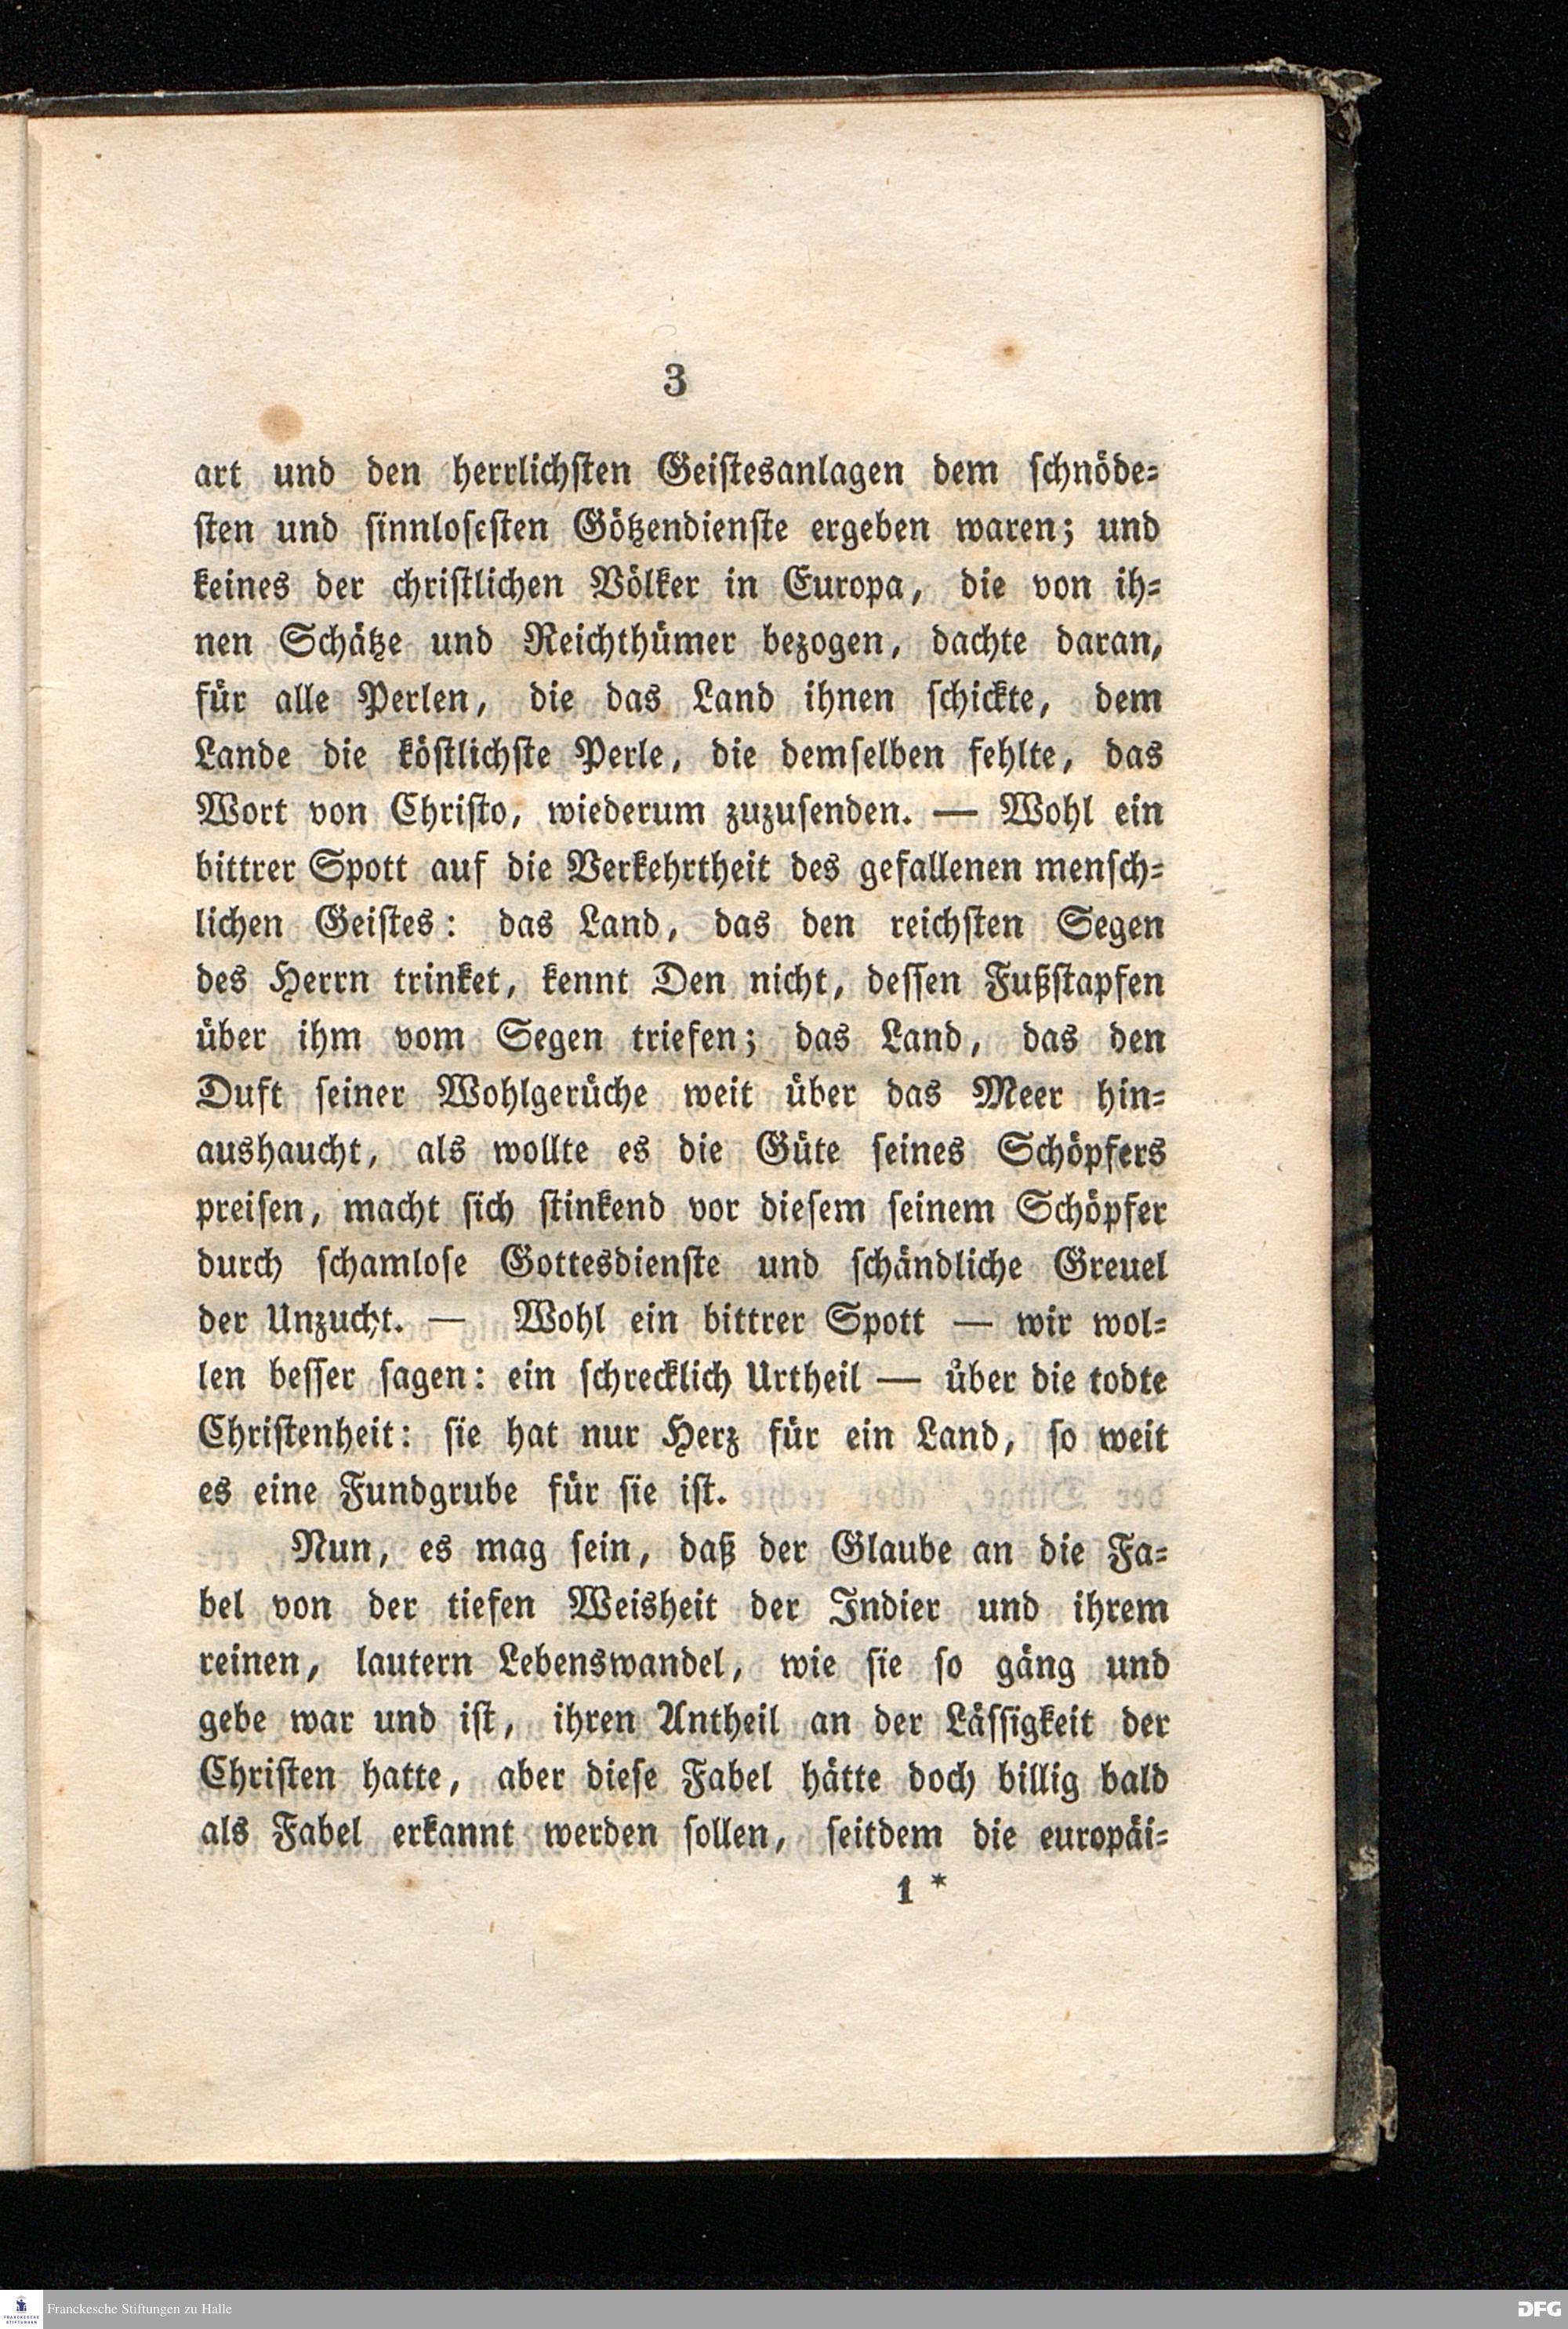 3
art und den herrlichsten Geistesanlagen dem schnöde-
sten und sinnlosesten Götzendienste ergeben waren; und
keines der christlichen Völker in Europa, die von ih-
nen Schätze und Reichthümer bezogen, dachte daran,
für alle Perlen, die das Land ihnen schickte, dem
Lande die köstlichste Perle, die demselben fehlte, das
Wort von Christo, wiederum zuzusenden. — Wohl ein
bittrer Spott auf die Verkehrtheit des gefallenen mensch-
lichen Geistes: das Land, das den reichsten Segen
des Herrn trinket, kennt Den nicht, dessen Fußstapfen
über ihm vom Segen triefen; das Land, das den
Duft seiner Wohlgerüche weit über das Meer hin-
aushaucht, als wollte es die Güte seines Schöpfers
preisen, macht sich stinkend vor diesem seinem Schöpfer
durch schamlose Gottesdienste und schändliche Greuel
der Unzucht. — Wohl ein bittrer Spott — wir wol-
len besser sagen: ein schrecklich Urtheil — über die todte
Christenheit: sie hat nur Herz für ein Land, so weit
es eine Fundgrube für sie ist.
Nun, es mag sein, daß der Glaube an die Fa-
bel von der tiefen Weisheit der Indier und ihrem
reinen, lautern Lebenswandel, wie sie so gäng und
gebe war und ist, ihren Antheil an der Lässigkeit der
Christen hatte, aber diese Fabel hätte doch billig bald
als Fabel erkannt werden sollen, seitdem die europäi-
1 *
FRANCKESCHE
STIFTUNGEN
Franckesche Stiftungen zu Halle
DFG